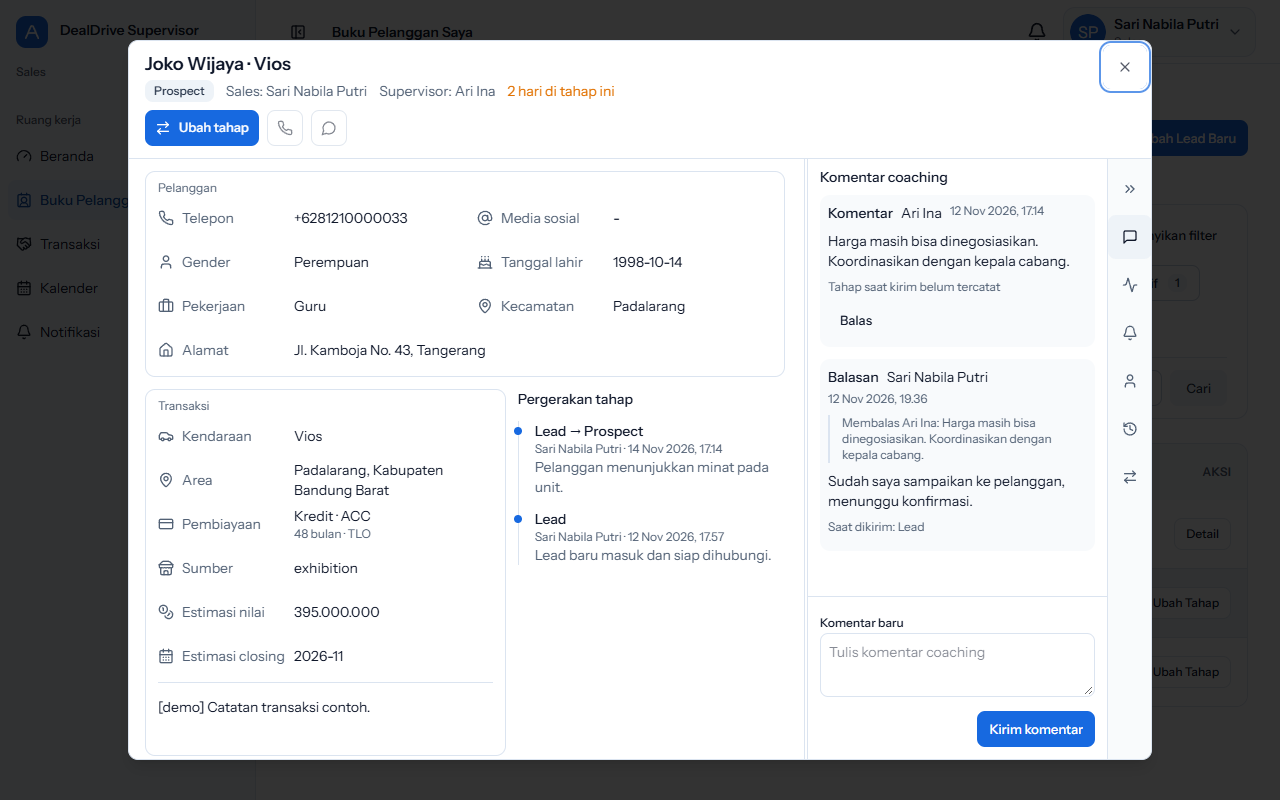 A
DealDrive Supervisor
Sales
Ruang kerja
Beranda
Buku Pelangg
Transaksi
Kalender
Notifikasi
Buku Pelanggan Saya
SP
Sari Nabila Putri
bah Lead Baru
yikan filter
if 1
Cari
AKSI
Detail
Ubah Tahap
Ubah Tahap
Joko Wijaya · Vios
Prospect Sales: Sari Nabila Putri Supervisor: Ari Ina 2 hari di tahap ini
Ubah tahap
Pelanggan
Telepon +6281210000033 Media sosial -
Gender Perempuan Tanggal lahir 1998-10-14
Pekerjaan Guru Kecamatan Padalarang
Alamat Jl. Kamboja No. 43, Tangerang
Transaksi
Kendaraan Vios
Area Padalarang, Kabupaten
Bandung Barat
Pembiayaan Kredit · ACC
48 bulan · TLO
Sumber exhibition
Estimasi nilai 395.000.000
Estimasi closing 2026-11
[demo] Catatan transaksi contoh.
Pergerakan tahap
Lead → Prospect
Sari Nabila Putri · 14 Nov 2026, 17.14
Pelanggan menunjukkan minat pada
unit.
Lead
Sari Nabila Putri · 12 Nov 2026, 17.57
Lead baru masuk dan siap dihubungi.
Komentar coaching
Komentar Ari Ina 12 Nov 2026, 17.14
Harga masih bisa dinegosiasikan.
Koordinasikan dengan kepala cabang.
Tahap saat kirim belum tercatat
Balas
Balasan Sari Nabila Putri
12 Nov 2026, 19.36
Membalas Ari Ina: Harga masih bisa
dinegosiasikan. Koordinasikan dengan
kepala cabang.
Sudah saya sampaikan ke pelanggan,
menunggu konfirmasi.
Saat dikirim: Lead
Komentar baru
Tulis komentar coaching
Kirim komentar